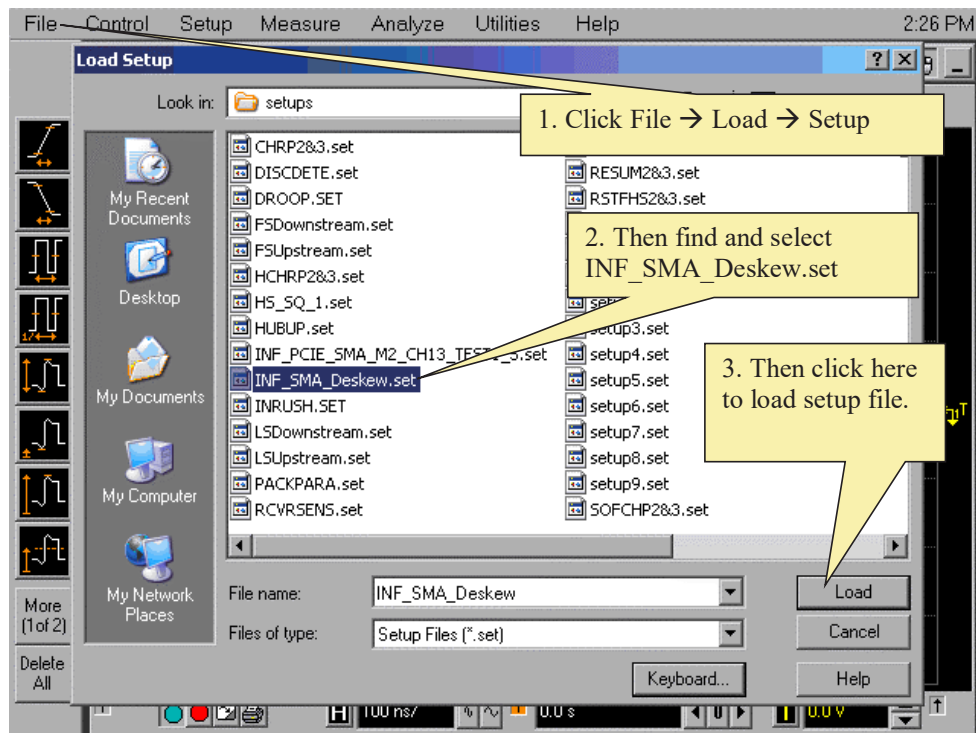 File Control Setup Measure Analyze Utilities Help 2:26 PM
Load Setup
Look in: setups
1. Click File → Load → Setup
My Recent
Documents
Desktop
My Documents
My Computer
My Network
Places
CHRP2&3.set
DISCDETE.set
DROOP.SET
FSDownstream.set
FSUpstream.set
HCHRP2&3.set
HS_SQ_1.set
HUBUP.set
INF_SMA_Deskew.set
INRUSH.SET
LSDownstream.set
LSUpstream.set
PACKPARA.set
RCVRSENS.set
RESUM2&3.set
RSTFHS2&3.set
2. Then find and select
INF_SMA_Deskew.set
setup3.set
setup4.set
setup5.set
setup6.set
setup7.set
setup8.set
setup9.set
SOFCHP2&3.set
3. Then click here
to load setup file.
File name: INF_SMA_Deskew Load
Files of type: Setup Files (*.set) Cancel
Keyboard... Help
More
(1 of 2)
Delete
All
H 100 ns/ 0.0 s 0 T 0.0 V
T